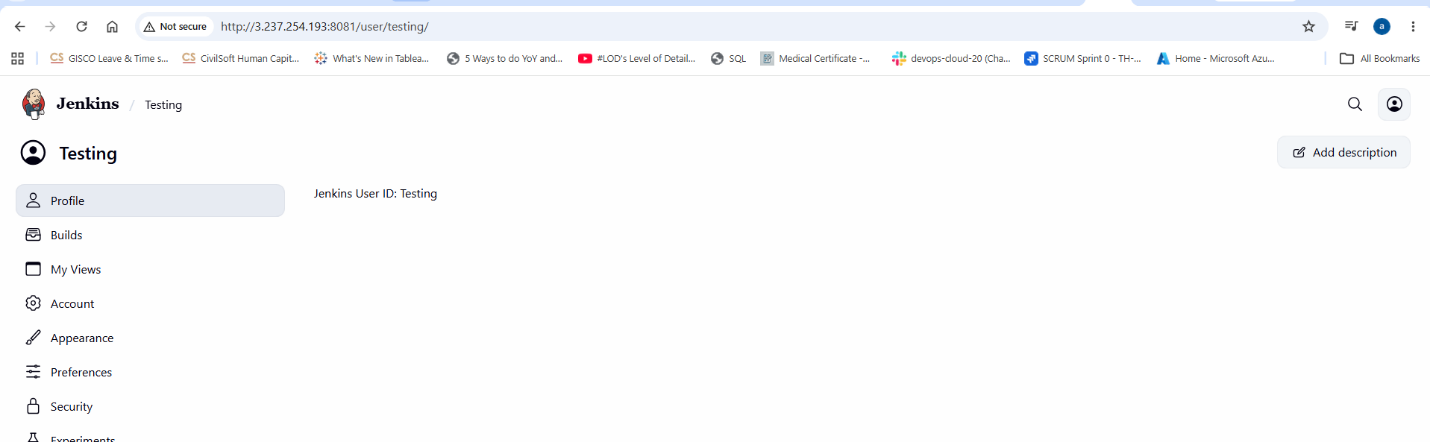 Not secure http://3.237.254.193:8081/user/testing/ a
CS GISCO Leave & Time s... CS CivilSoft Human Capit... What's New in Tablea... 5 Ways to do YoY and... #LOD's Level of Detail... SQL Medical Certificate -... devops-cloud-20 (Cha... SCRUM Sprint 0 - TH-... Home - Microsoft Azu... All Bookmarks
Jenkins / Testing
Testing
Add description
Profile
Jenkins User ID: Testing
Builds
My Views
Account
Appearance
Preferences
Security
Experiments